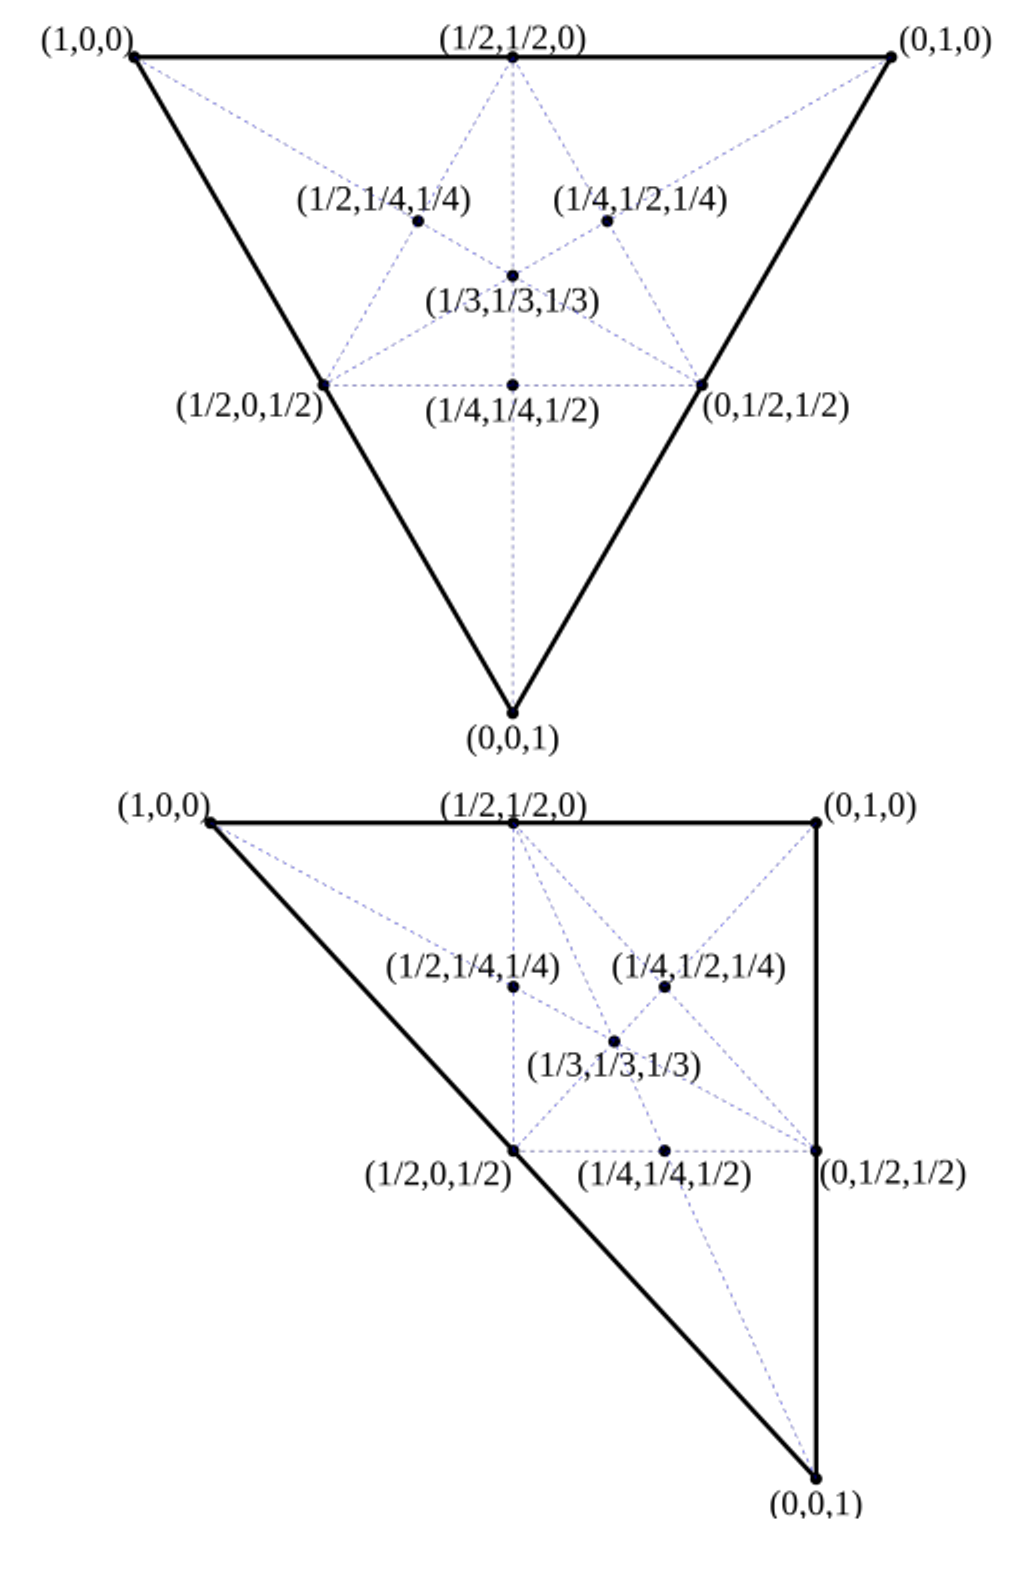 (1,0,0) (1/2,1/2,0) (0,1,0)
(1/2,1/4,1/4) (1/4,1/2,1/4)
(1/3,1/3,1/3)
(1/2,0,1/2) (1/4,1/4,1/2) (0,1/2,1/2)
(0,0,1)
(1,0,0) (1/2,1/2,0) (0,1,0)
(1/2,1/4,1/4) (1/4,1/2,1/4)
(1/3,1/3,1/3)
(1/2,0,1/2) (1/4,1/4,1/2) (0,1/2,1/2)
(0,0,1)